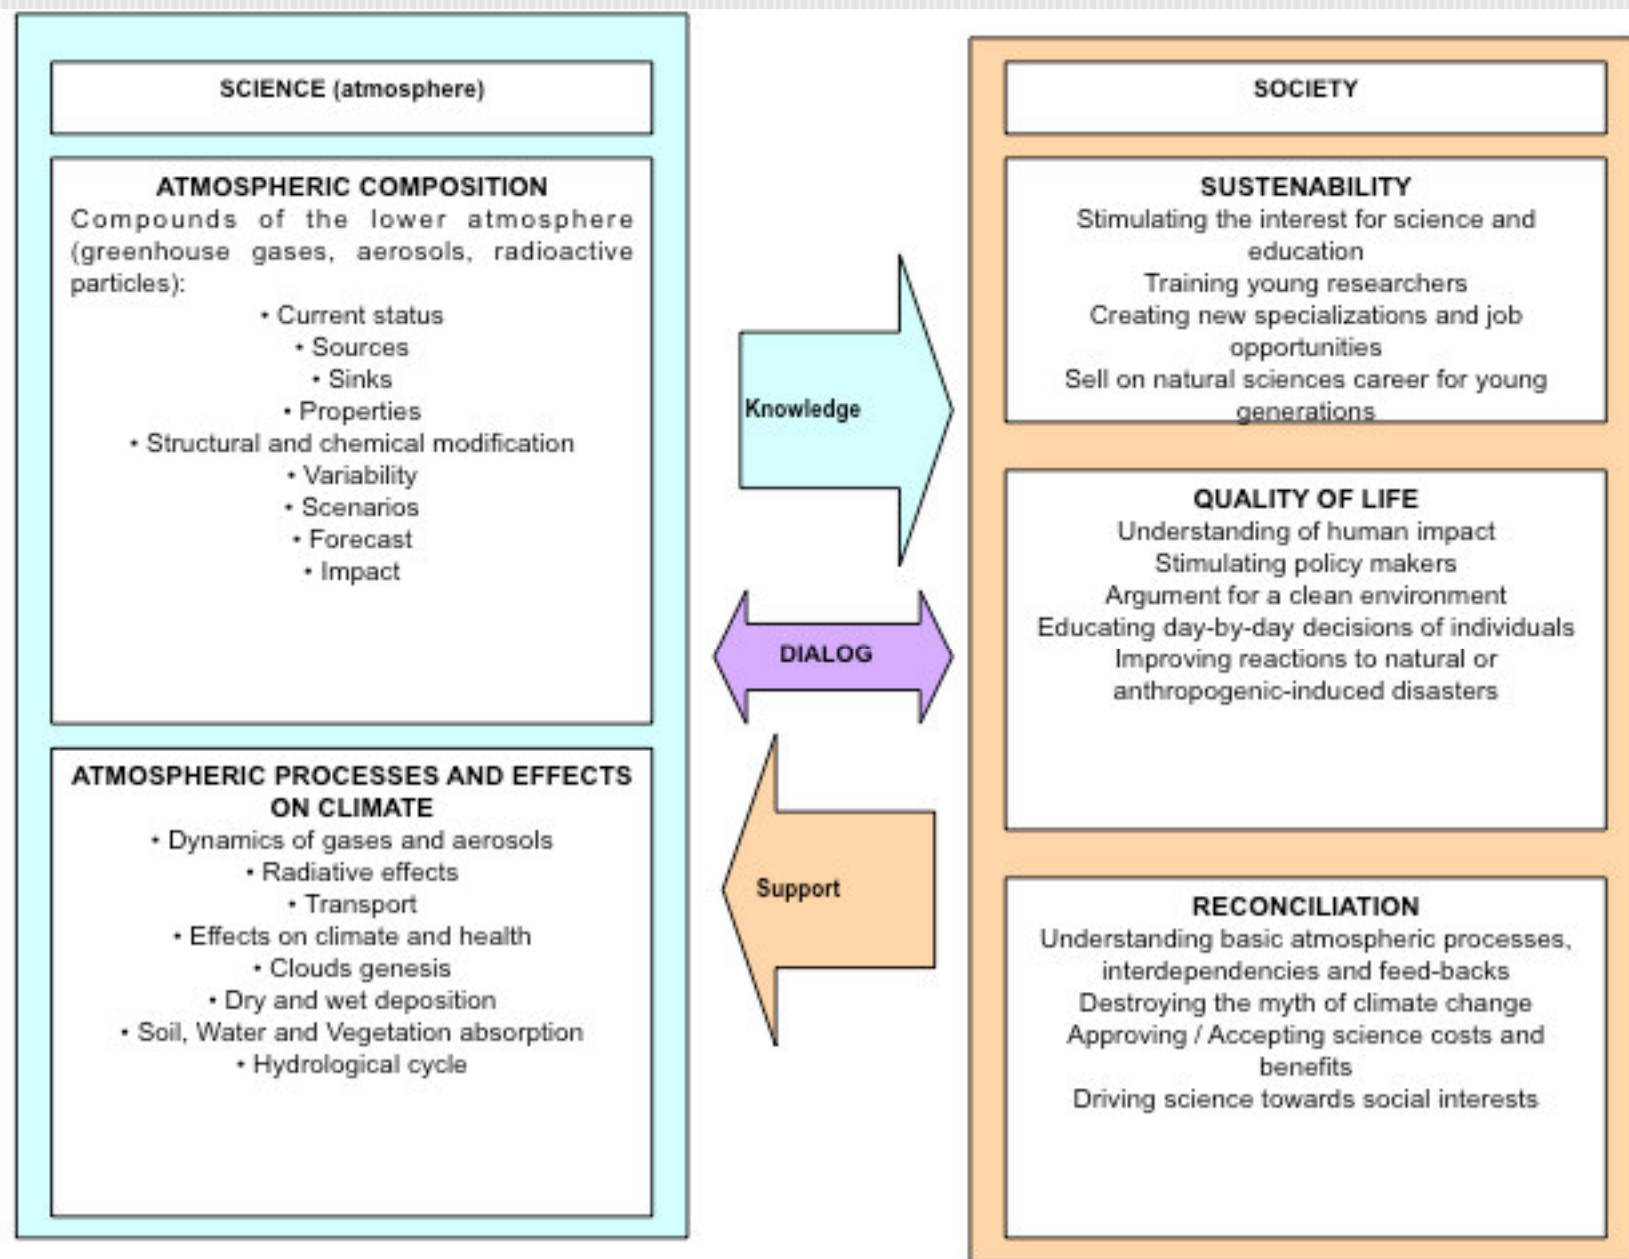 SCIENCE (atmosphere)
ATMOSPHERIC COMPOSITION
Compounds of the lower atmosphere
(greenhouse gases, aerosols, radioactive
particles):
• Current status
• Sources
• Sinks
• Properties
• Structural and chemical modification
• Variability
• Scenarios
• Forecast
• Impact
ATMOSPHERIC PROCESSES AND EFFECTS
ON CLIMATE
• Dynamics of gases and aerosols
• Radiative effects
• Transport
• Effects on climate and health
• Clouds genesis
• Dry and wet deposition
• Soil, Water and Vegetation absorption
• Hydrological cycle
Knowledge
DIALOG
Support
SOCIETY
SUSTENABILITY
Stimulating the interest for science and
education
Training young researchers
Creating new specializations and job
opportunities
Sell on natural sciences career for young
generations
QUALITY OF LIFE
Understanding of human impact
Stimulating policy makers
Argument for a clean environment
Educating day-by-day decisions of individuals
Improving reactions to natural or
anthropogenic-induced disasters
RECONCILIATION
Understanding basic atmospheric processes,
interdependencies and feed-backs
Destroying the myth of climate change
Approving / Accepting science costs and
benefits
Driving science towards social interests